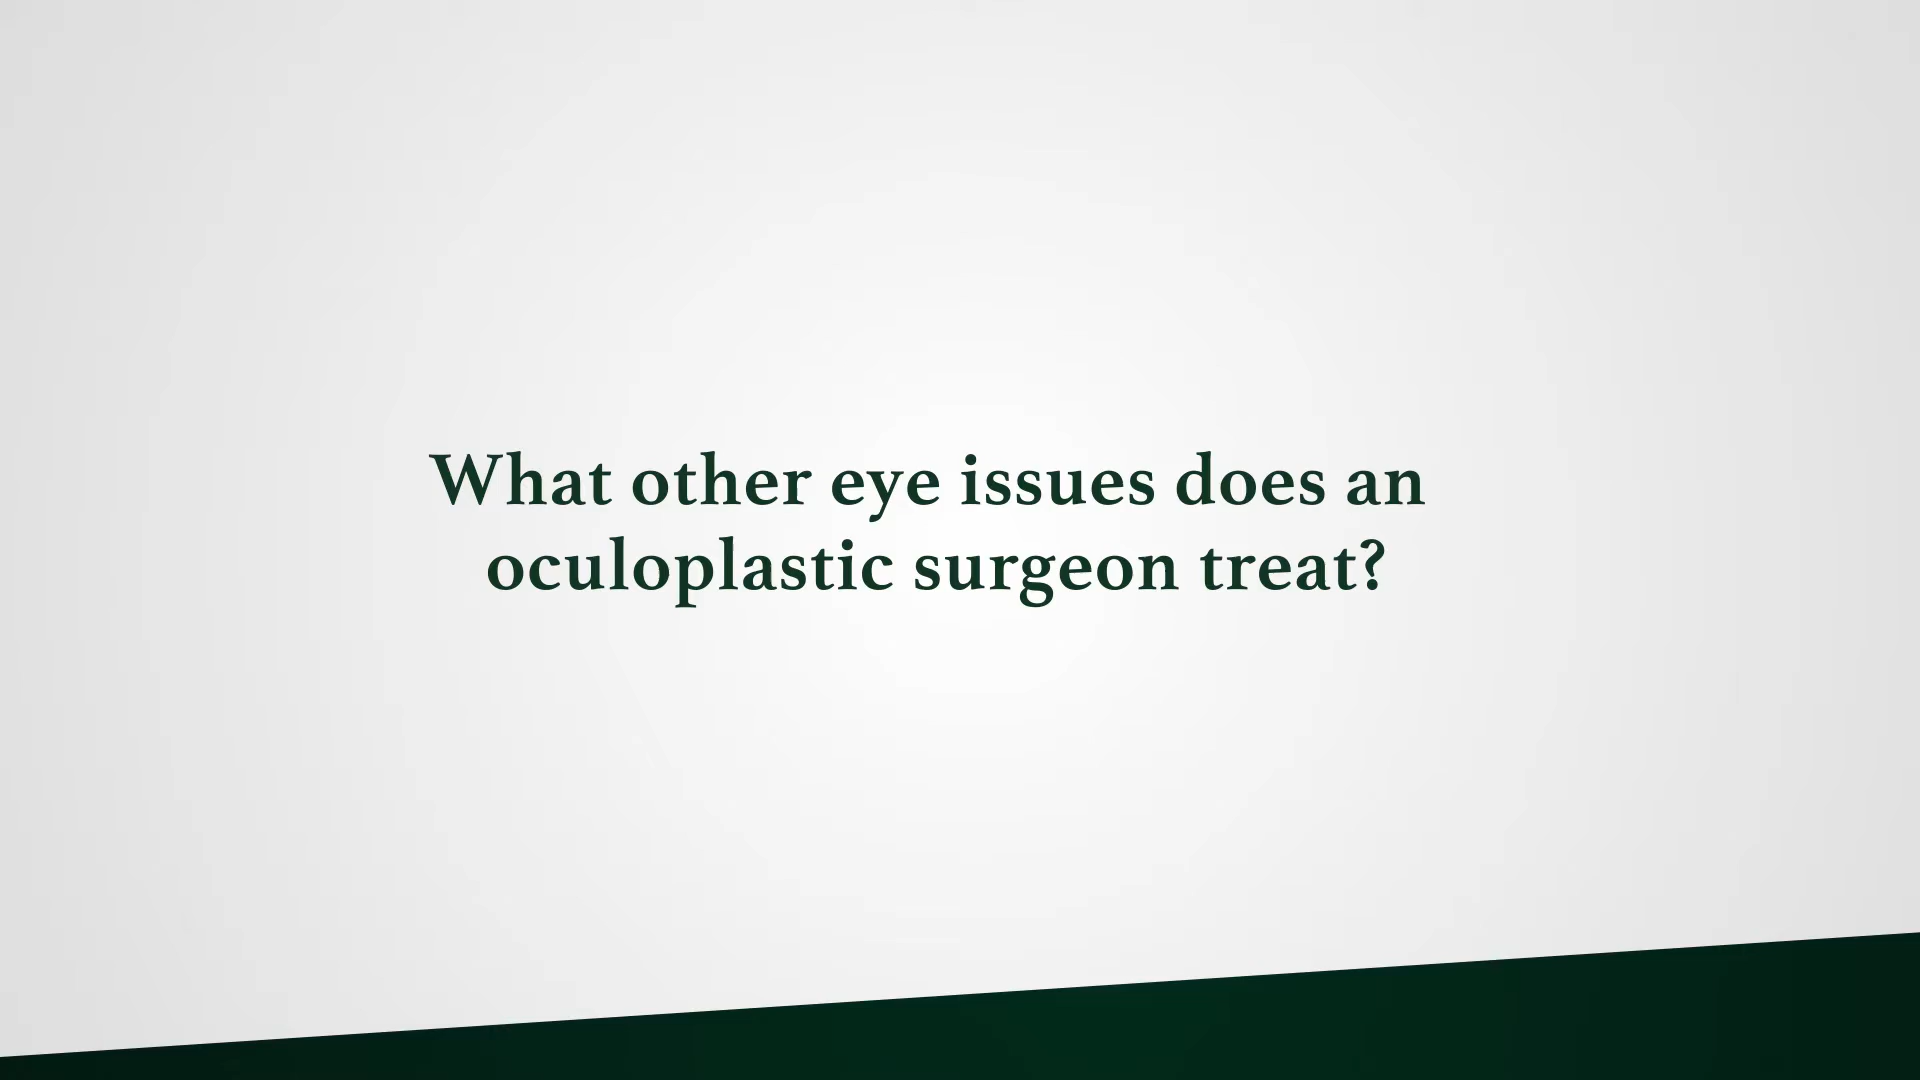 What other eye issues does an
oculoplastic surgeon treat?